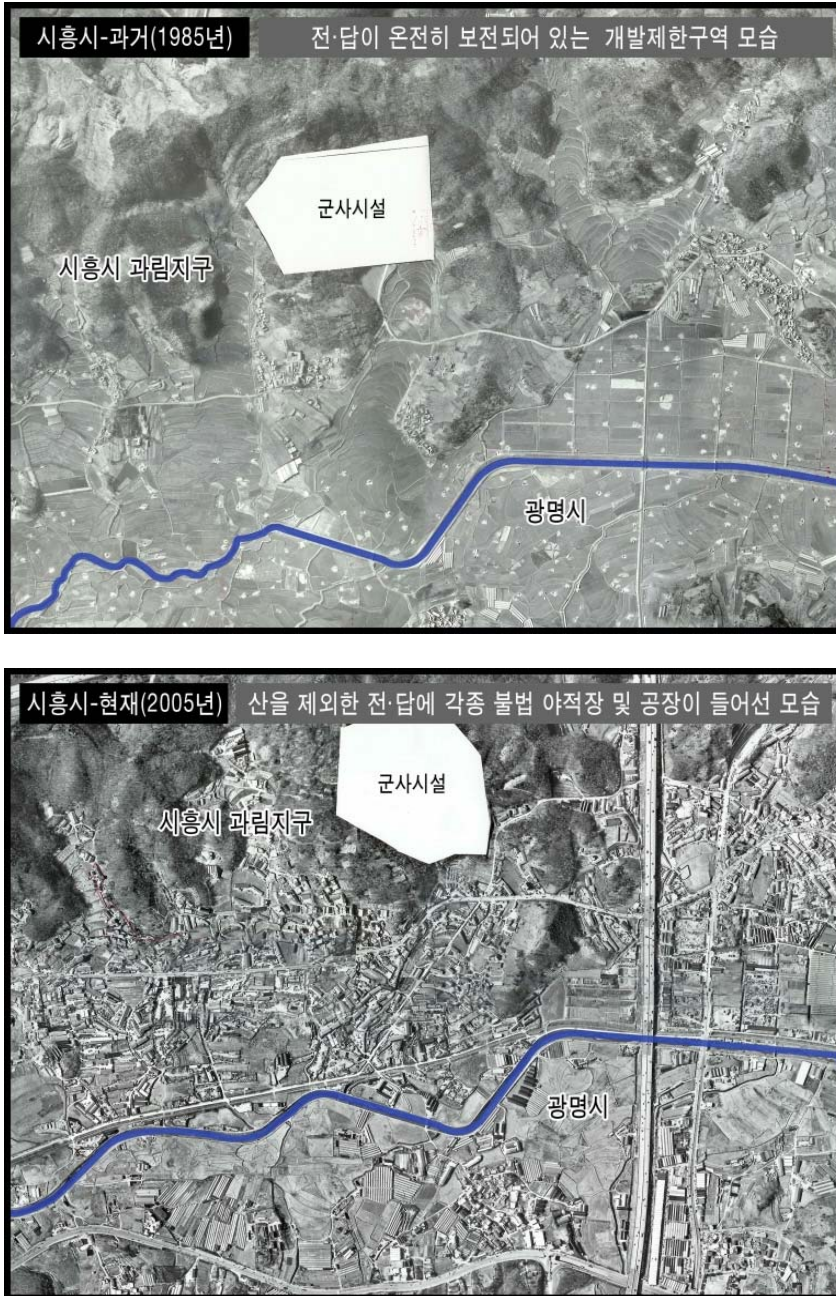 시흥시-과거(1985년)
전·답이 온전히 보전되어 있는 개발제한구역 모습
군사시설
시흥시 과림지구
광명시
시흥시-현재(2005년)
산을 제외한 전·답에 각종 불법 야적장 및 공장이 들어선 모습
군사시설
시흥시 과림지구
광명시